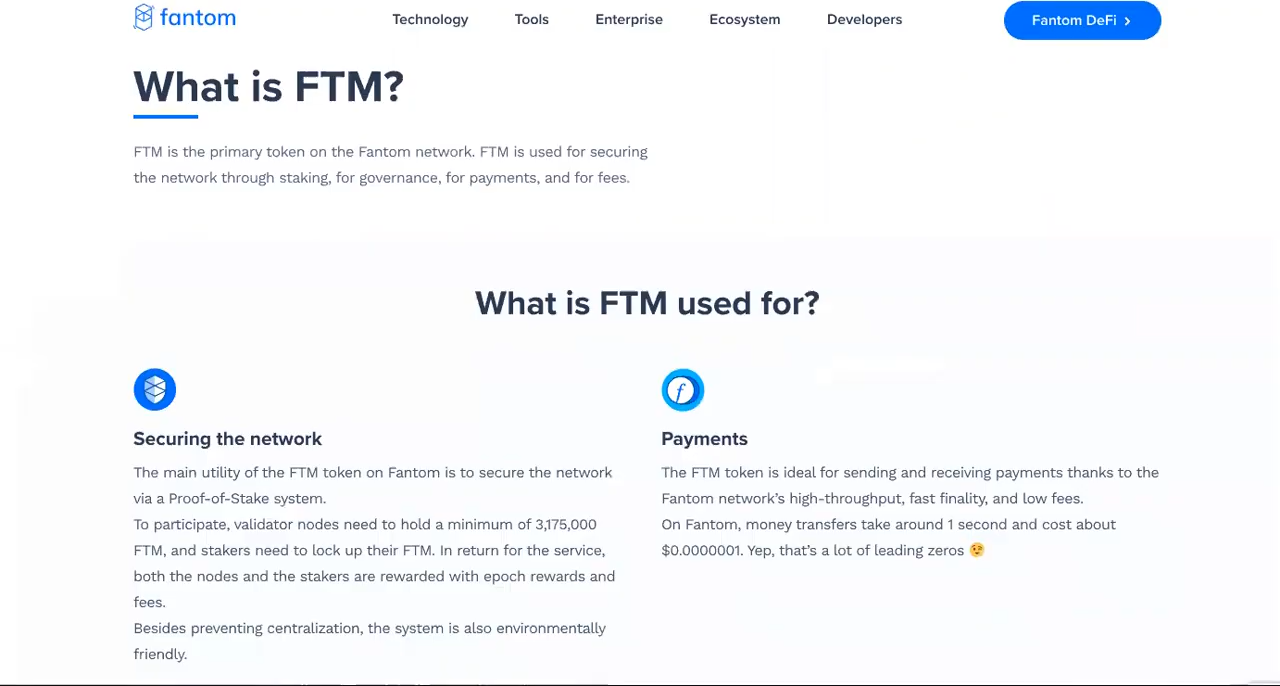 fantom
Technology
Tools
Enterprise
Ecosystem
Developers
Fantom DeFi >
What is FTM?
FTM is the primary token on the Fantom network. FTM is used for securing
the network through staking, for governance, for payments, and for fees.
What is FTM used for?
Securing the network
The main utility of the FTM token on Fantom is to secure the network
via a Proof-of-Stake system.
To participate, validator nodes need to hold a minimum of 3,175,000
FTM, and stakers need to lock up their FTM. In return for the service,
both the nodes and the stakers are rewarded with epoch rewards and
fees.
Besides preventing centralization, the system is also environmentally
friendly.
Payments
The FTM token is ideal for sending and receiving payments thanks to the
Fantom network’s high-throughput, fast finality, and low fees.
On Fantom, money transfers take around 1 second and cost about
$0.0000001. Yep, that’s a lot of leading zeros 😉